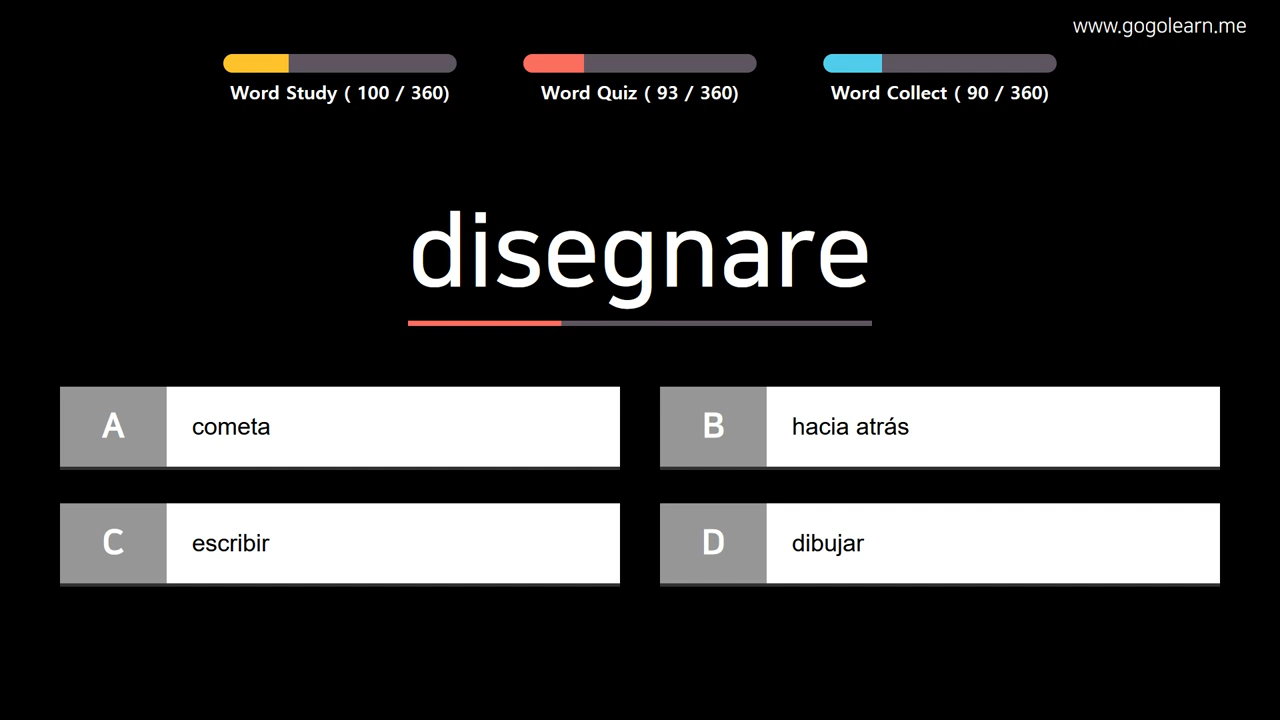 www.gogolearn.me
Word Study ( 100 / 360)
Word Quiz ( 93 / 360)
Word Collect ( 90 / 360)
disegnare
A
cometa
B
hacia atrás
C
escribir
D
dibujar